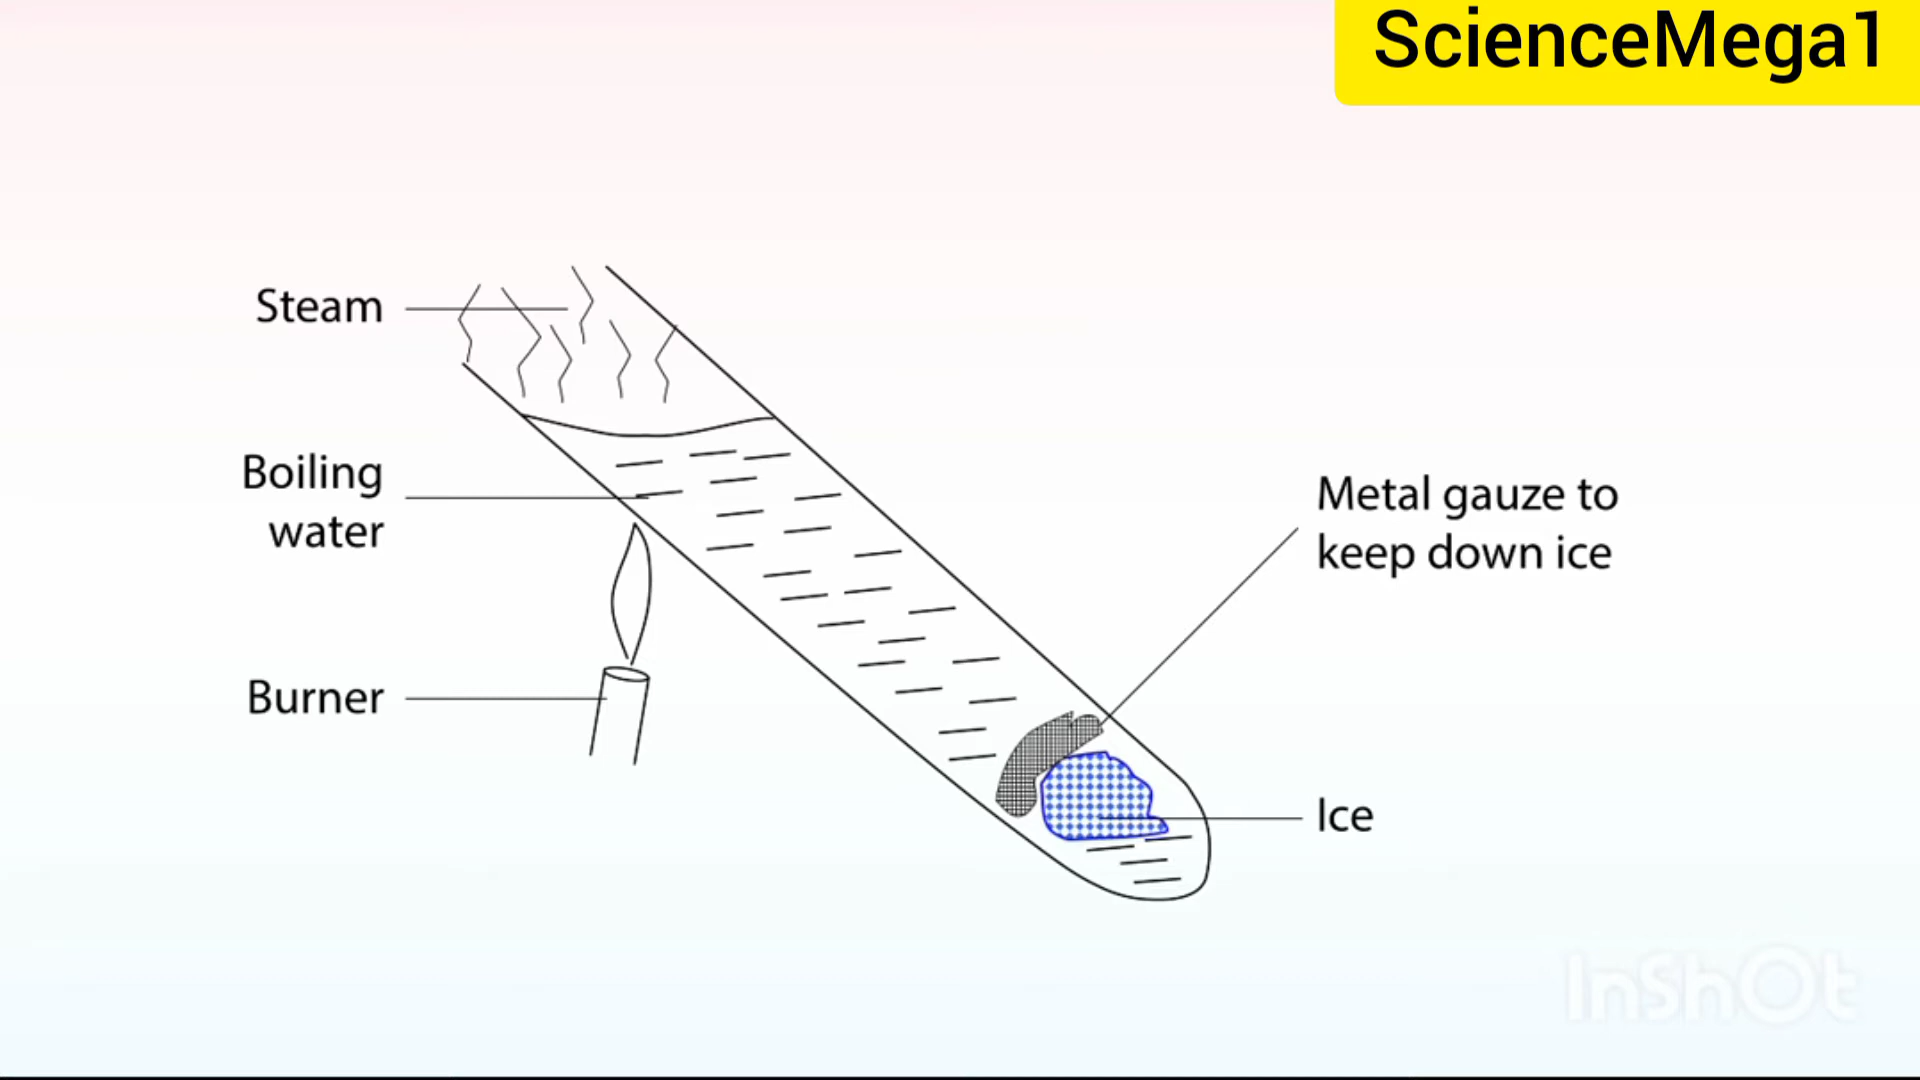 ScienceMega1
Steam
Boiling
water
Metal gauze to
keep down ice
Burner
Ice
InShOt